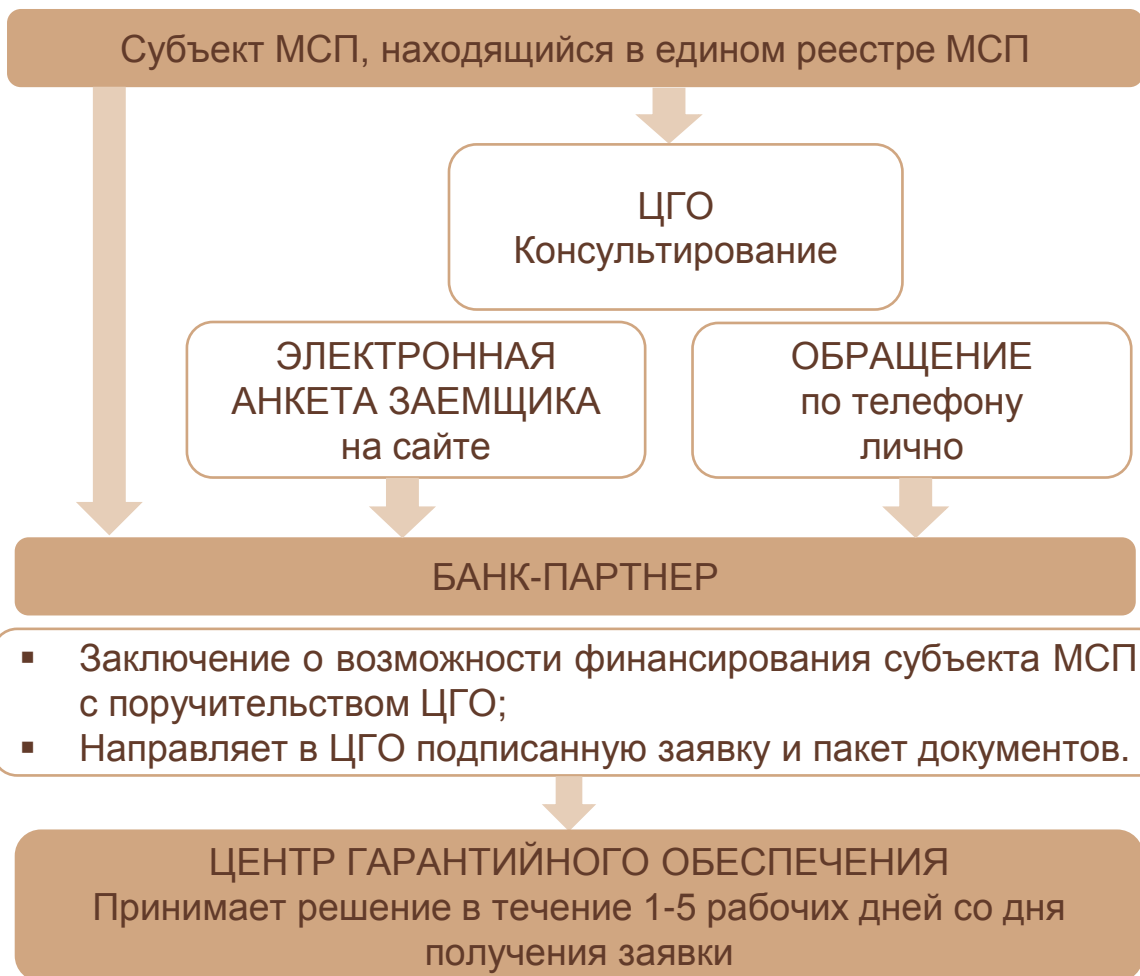 Субъект МСП, находящийся в едином реестре МСП
ЦГО
Консультирование
ЭЛЕКТРОННАЯ
АНКЕТА ЗАЕМЩИКА
на сайте
ОБРАЩЕНИЕ
по телефону
лично
БАНК-ПАРТНЕР
▪ Заключение о возможности финансирования субъекта МСП
с поручительством ЦГО;
▪ Направляет в ЦГО подписанную заявку и пакет документов.
ЦЕНТР ГАРАНТИЙНОГО ОБЕСПЕЧЕНИЯ
Принимает решение в течение 1-5 рабочих дней со дня
получения заявки